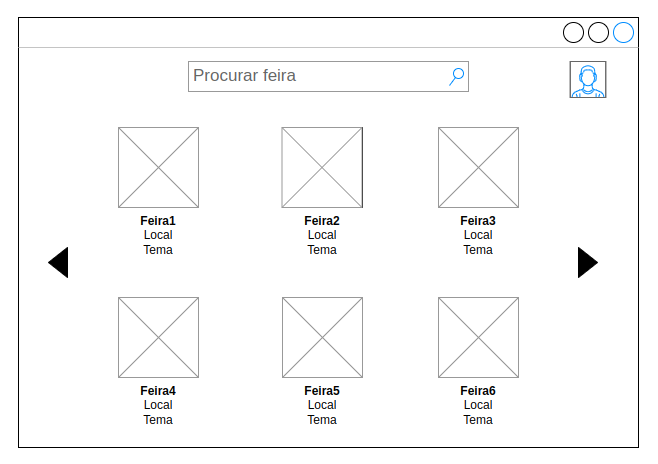 Procurar feira
Feira1
Local
Tema
Feira2
Local
Tema
Feira3
Local
Tema
Feira4
Local
Tema
Feira5
Local
Tema
Feira6
Local
Tema